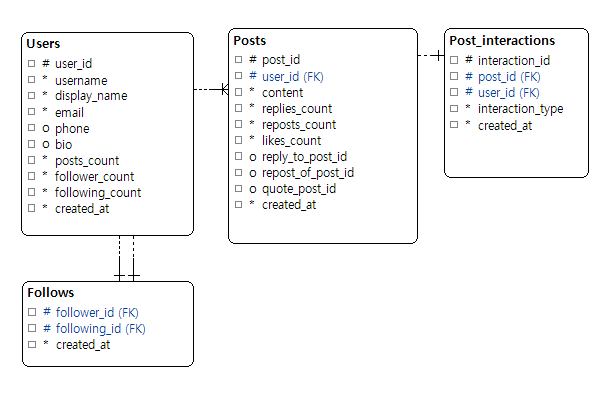 Users
# user_id
* username
* display_name
* email
o phone
o bio
* posts_count
* follower_count
* following_count
* created_at
Posts
# post_id
# user_id (FK)
* content
* replies_count
* reposts_count
* likes_count
o reply_to_post_id
o repost_of_post_id
o quote_post_id
* created_at
Post_interactions
# interaction_id
# post_id (FK)
# user_id (FK)
* interaction_type
* created_at
Follows
# follower_id (FK)
# following_id (FK)
* created_at